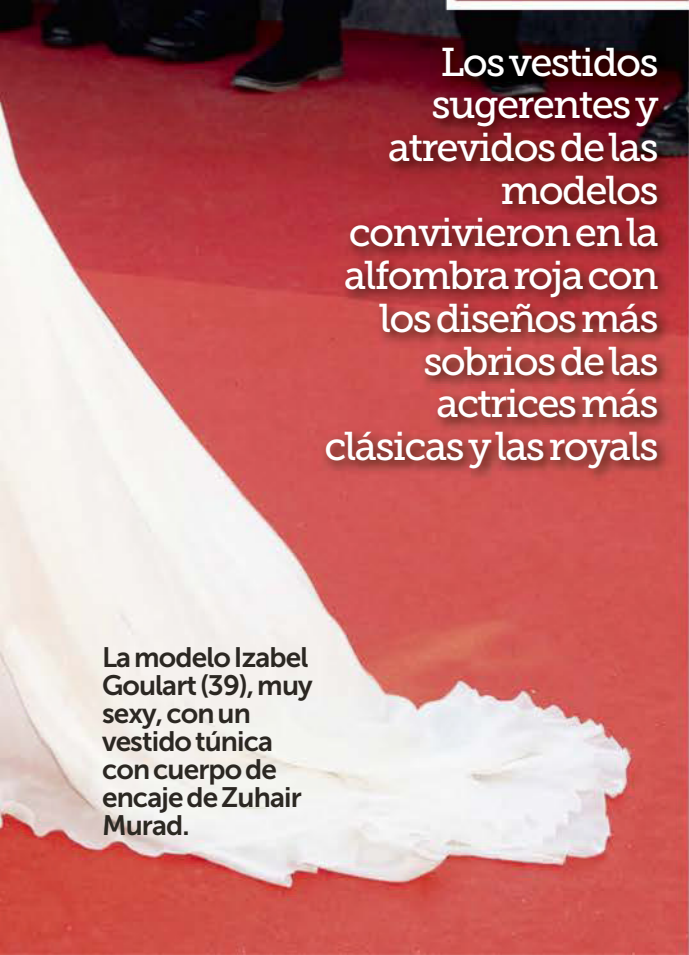 Los vestidos
sugerentes y
atrevidos de las
modelos
convivieron en la
alfombra roja con
los diseños más
sobrios de las
actrices más
clásicas y las royals
La modelo Izabel
Goulart (39), muy
sexy, con un
vestido túnica
con cuerpo de
encaje de Zuhair
Murad.